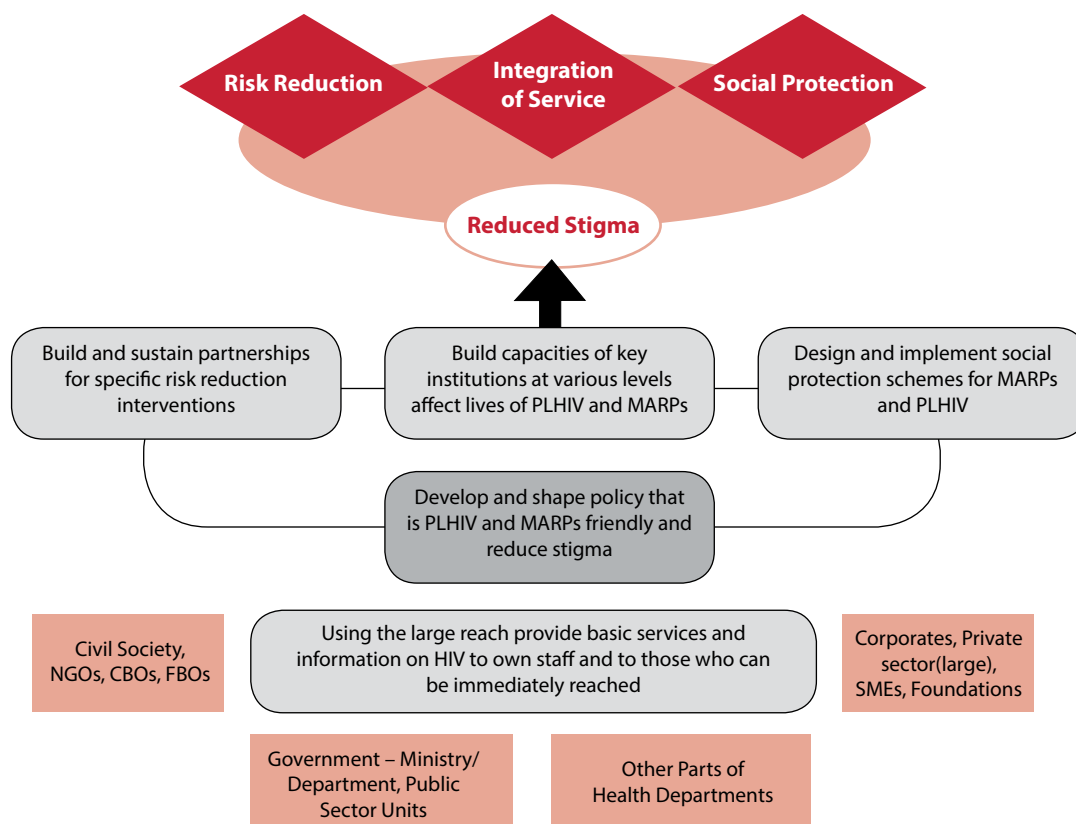 Risk Reduction
Integration
of Service
Social Protection
Reduced Stigma
Build and sustain partnerships
for specific risk reduction
interventions
Build capacities of key
institutions at various levels
affect lives of PLHIV and MARPs
Design and implement social
protection schemes for MARPs
and PLHIV
Develop and shape policy that
is PLHIV and MARPs friendly and
reduce stigma
Civil Society,
NGOs, CBOs, FBOs
Using the large reach provide basic services and
information on HIV to own staff and to those who can
be immediately reached
Corporates, Private
sector(large),
SMEs, Foundations
Government – Ministry/
Department, Public
Sector Units
Other Parts of
Health Departments